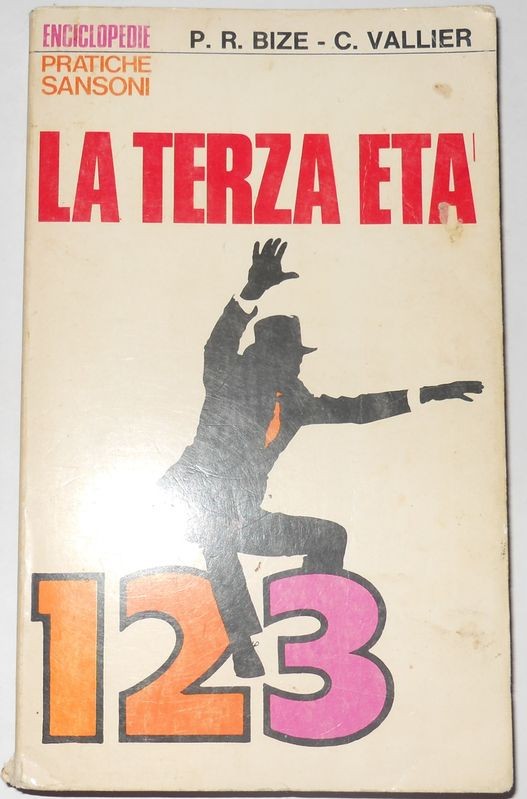 ENCICLOPEDIE
PRATICHE
SANSONI
P. R. BIZE - C. VALLIER
LA TERZA ETA'
123